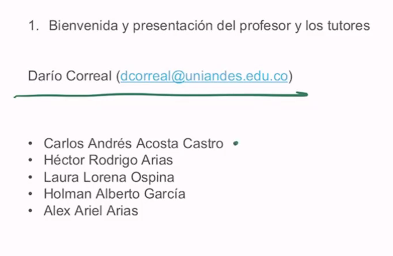 1. Bienvenida y presentación del profesor y los tutores
Darío Correal (dcorreal@uniandes.edu.co)
• Carlos Andrés Acosta Castro
• Héctor Rodrigo Arias
• Laura Lorena Ospina
• Holman Alberto García
• Alex Ariel Arias